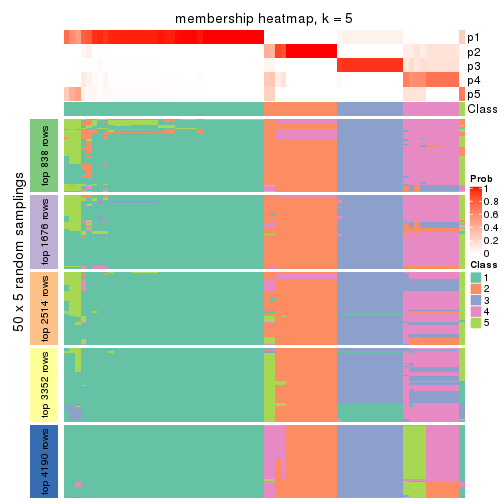 membership heatmap, k = 5
p1
p2
p3
p4
p5
Class
50 x 5 random samplings
top 838 rows
top 1676 rows
top 2514 rows
top 3352 rows
top 4190 rows
Prob
1
0.8
0.6
0.4
0.2
0
Class
1
2
3
4
5